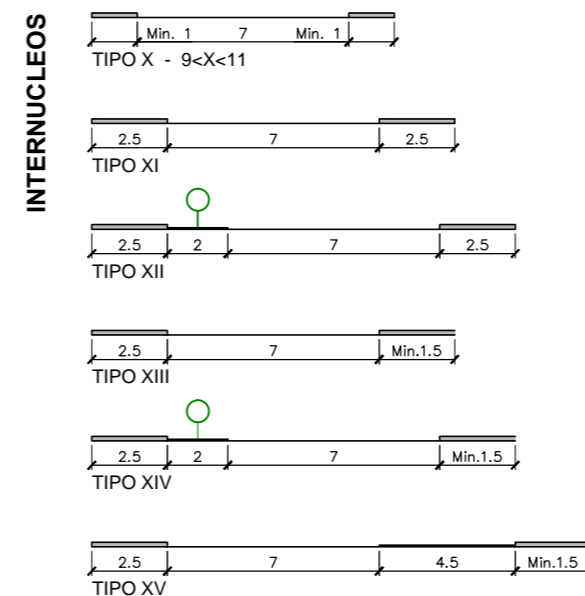 INTERNUCLEOS
Min. 1 7 Min. 1
TIPO X - 9<X<11
2.5 7 2.5
TIPO XI
2.5 2 7 2.5
TIPO XII
2.5 7 Min.1.5
TIPO XIII
2.5 2 7 Min.1.5
TIPO XIV
2.5 7 4.5 Min.1.5
TIPO XV